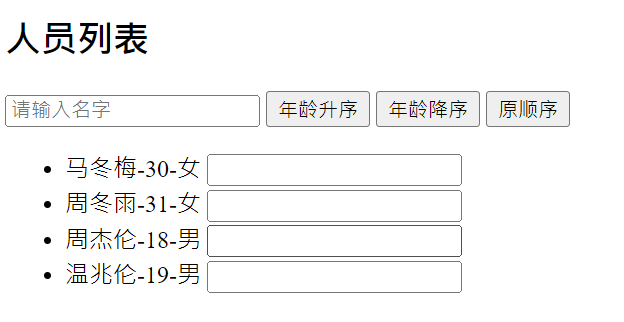 人员列表
请输入名字 年龄升序 年龄降序 原顺序
马冬梅-30-女
周冬雨-31-女
周杰伦-18-男
温兆伦-19-男